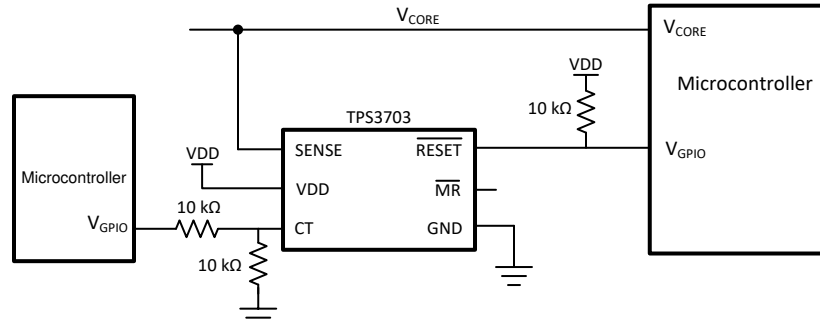 V_CORE
V_CORE
VDD
Microcontroller
10 kΩ
TPS3703
SENSE
RESET
V_GPIO
VDD
Microcontroller
VDD
MR
10 kΩ
V_GPIO
CT
GND
10 kΩ